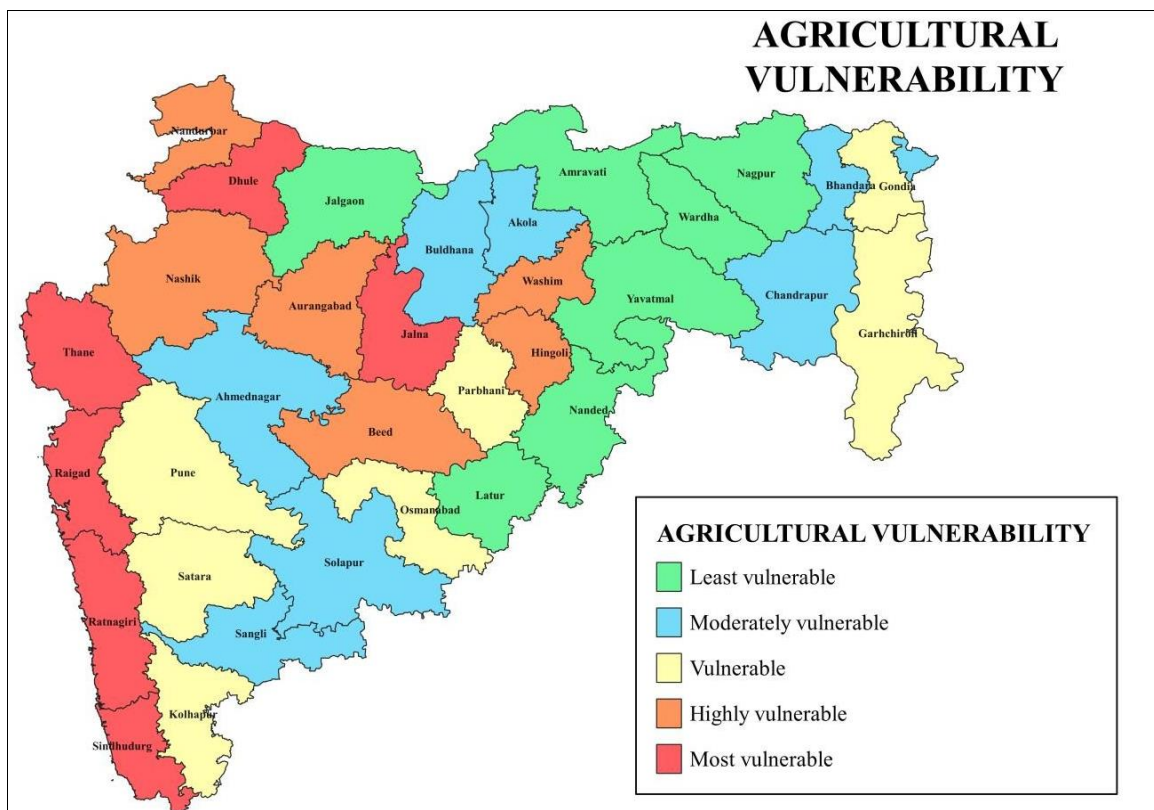 AGRICULTURAL
VULNERABILITY
Nandurbar
Dhule
Jalgaon
Amravati
Nagpur
Bhandara
Gondia
Wardha
Akola
Buldhana
Nashik
Aurangabad
Washim
Yavatmal
Chandrapur
Garhchiroli
Thane
Jalna
Hingoli
Parbhani
Ahmednagar
Nanded
Beed
Raigad
Pune
Latur
Osmanabad
Solapur
Satara
Ratnagiri
Sangli
Kolhapur
Sindhudurg
AGRICULTURAL VULNERABILITY
Least vulnerable
Moderately vulnerable
Vulnerable
Highly vulnerable
Most vulnerable